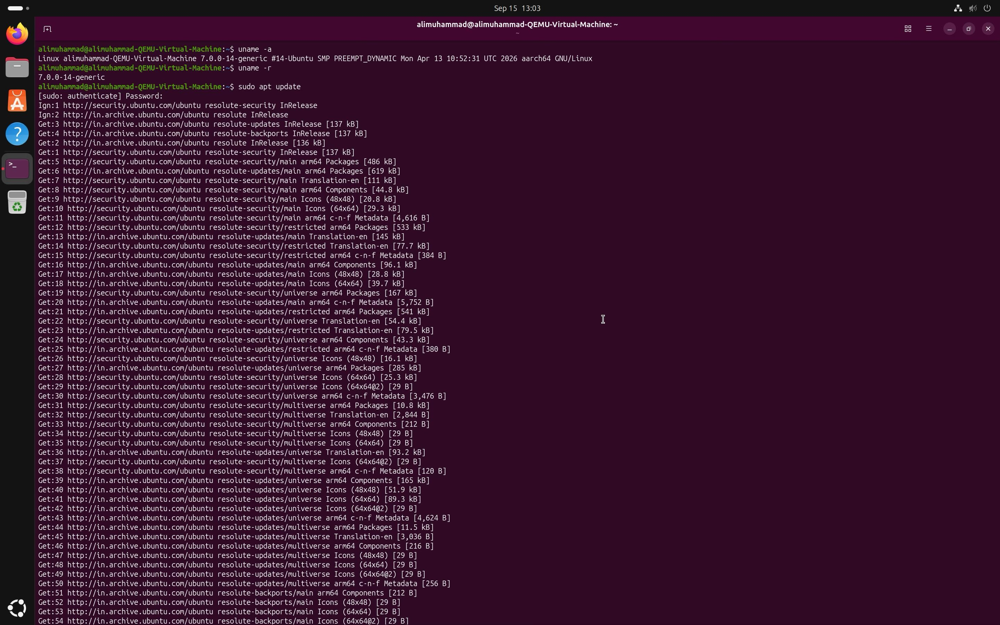 Sep 15 13:03
alimuhammad@alimuhammad-QEMU-Virtual-Machine: ~
~
alimuhammad@alimuhammad-QEMU-Virtual-Machine:~$ uname -a
Linux alimuhammad-QEMU-Virtual-Machine 7.0.0-14-generic #14-Ubuntu SMP PREEMPT_DYNAMIC Mon Apr 13 10:52:31 UTC 2026 aarch64 GNU/Linux
alimuhammad@alimuhammad-QEMU-Virtual-Machine:~$ uname -r
7.0.0-14-generic
alimuhammad@alimuhammad-QEMU-Virtual-Machine:~$ sudo apt update
[sudo: authenticate] Password:
Ign:1 http://security.ubuntu.com/ubuntu resolute-security InRelease
Ign:2 http://in.archive.ubuntu.com/ubuntu resolute InRelease
Get:3 http://in.archive.ubuntu.com/ubuntu resolute-updates InRelease [137 kB]
Get:4 http://in.archive.ubuntu.com/ubuntu resolute-backports InRelease [137 kB]
Get:2 http://in.archive.ubuntu.com/ubuntu resolute InRelease [136 kB]
Get:1 http://security.ubuntu.com/ubuntu resolute-security InRelease [137 kB]
Get:5 http://security.ubuntu.com/ubuntu resolute-security/main arm64 Packages [486 kB]
Get:6 http://in.archive.ubuntu.com/ubuntu resolute-updates/main arm64 Packages [619 kB]
Get:7 http://security.ubuntu.com/ubuntu resolute-security/main Translation-en [111 kB]
Get:8 http://security.ubuntu.com/ubuntu resolute-security/main arm64 Components [44.8 kB]
Get:9 http://security.ubuntu.com/ubuntu resolute-security/main Icons (48x48) [20.8 kB]
Get:10 http://security.ubuntu.com/ubuntu resolute-security/main Icons (64x64) [29.3 kB]
Get:11 http://security.ubuntu.com/ubuntu resolute-security/main arm64 c-n-f Metadata [4,616 B]
Get:12 http://security.ubuntu.com/ubuntu resolute-security/restricted arm64 Packages [533 kB]
Get:13 http://in.archive.ubuntu.com/ubuntu resolute-updates/main Translation-en [145 kB]
Get:14 http://security.ubuntu.com/ubuntu resolute-security/restricted Translation-en [77.7 kB]
Get:15 http://security.ubuntu.com/ubuntu resolute-security/restricted arm64 c-n-f Metadata [384 B]
Get:16 http://in.archive.ubuntu.com/ubuntu resolute-updates/main arm64 Components [96.1 kB]
Get:17 http://in.archive.ubuntu.com/ubuntu resolute-updates/main Icons (48x48) [28.8 kB]
Get:18 http://in.archive.ubuntu.com/ubuntu resolute-updates/main Icons (64x64) [39.7 kB]
Get:19 http://security.ubuntu.com/ubuntu resolute-security/universe arm64 Packages [167 kB]
Get:20 http://in.archive.ubuntu.com/ubuntu resolute-updates/main arm64 c-n-f Metadata [5,752 B]
Get:21 http://in.archive.ubuntu.com/ubuntu resolute-updates/restricted arm64 Packages [541 kB]
Get:22 http://security.ubuntu.com/ubuntu resolute-security/universe Translation-en [54.4 kB]
Get:23 http://in.archive.ubuntu.com/ubuntu resolute-updates/restricted Translation-en [79.5 kB]
Get:24 http://security.ubuntu.com/ubuntu resolute-security/universe arm64 Components [43.3 kB]
Get:25 http://in.archive.ubuntu.com/ubuntu resolute-updates/restricted arm64 c-n-f Metadata [380 B]
Get:26 http://security.ubuntu.com/ubuntu resolute-security/universe Icons (48x48) [16.1 kB]
Get:27 http://in.archive.ubuntu.com/ubuntu resolute-updates/universe arm64 Packages [285 kB]
Get:28 http://security.ubuntu.com/ubuntu resolute-security/universe Icons (64x64) [25.3 kB]
Get:29 http://security.ubuntu.com/ubuntu resolute-security/universe Icons (64x64@2) [29 B]
Get:30 http://security.ubuntu.com/ubuntu resolute-security/universe arm64 c-n-f Metadata [3,476 B]
Get:31 http://security.ubuntu.com/ubuntu resolute-security/multiverse arm64 Packages [10.8 kB]
Get:32 http://security.ubuntu.com/ubuntu resolute-security/multiverse Translation-en [2,844 B]
Get:33 http://security.ubuntu.com/ubuntu resolute-security/multiverse arm64 Components [212 B]
Get:34 http://security.ubuntu.com/ubuntu resolute-security/multiverse Icons (48x48) [29 B]
Get:35 http://security.ubuntu.com/ubuntu resolute-security/multiverse Icons (64x64) [29 B]
Get:36 http://in.archive.ubuntu.com/ubuntu resolute-updates/universe Translation-en [93.2 kB]
Get:37 http://security.ubuntu.com/ubuntu resolute-security/multiverse Icons (64x64@2) [29 B]
Get:38 http://security.ubuntu.com/ubuntu resolute-security/multiverse arm64 c-n-f Metadata [120 B]
Get:39 http://in.archive.ubuntu.com/ubuntu resolute-updates/universe arm64 Components [165 kB]
Get:40 http://in.archive.ubuntu.com/ubuntu resolute-updates/universe Icons (48x48) [51.9 kB]
Get:41 http://in.archive.ubuntu.com/ubuntu resolute-updates/universe Icons (64x64) [89.3 kB]
Get:42 http://in.archive.ubuntu.com/ubuntu resolute-updates/universe Icons (64x64@2) [29 B]
Get:43 http://in.archive.ubuntu.com/ubuntu resolute-updates/universe arm64 c-n-f Metadata [4,624 B]
Get:44 http://in.archive.ubuntu.com/ubuntu resolute-updates/multiverse arm64 Packages [11.5 kB]
Get:45 http://in.archive.ubuntu.com/ubuntu resolute-updates/multiverse Translation-en [3,036 B]
Get:46 http://in.archive.ubuntu.com/ubuntu resolute-updates/multiverse arm64 Components [216 B]
Get:47 http://in.archive.ubuntu.com/ubuntu resolute-updates/multiverse Icons (48x48) [29 B]
Get:48 http://in.archive.ubuntu.com/ubuntu resolute-updates/multiverse Icons (64x64) [29 B]
Get:49 http://in.archive.ubuntu.com/ubuntu resolute-updates/multiverse Icons (64x64@2) [29 B]
Get:50 http://in.archive.ubuntu.com/ubuntu resolute-updates/multiverse arm64 c-n-f Metadata [256 B]
Get:51 http://in.archive.ubuntu.com/ubuntu resolute-backports/main arm64 Components [212 B]
Get:52 http://in.archive.ubuntu.com/ubuntu resolute-backports/main Icons (48x48) [29 B]
Get:53 http://in.archive.ubuntu.com/ubuntu resolute-backports/main Icons (64x64) [29 B]
Get:54 http://in.archive.ubuntu.com/ubuntu resolute-backports/main Icons (64x64@2) [29 B]